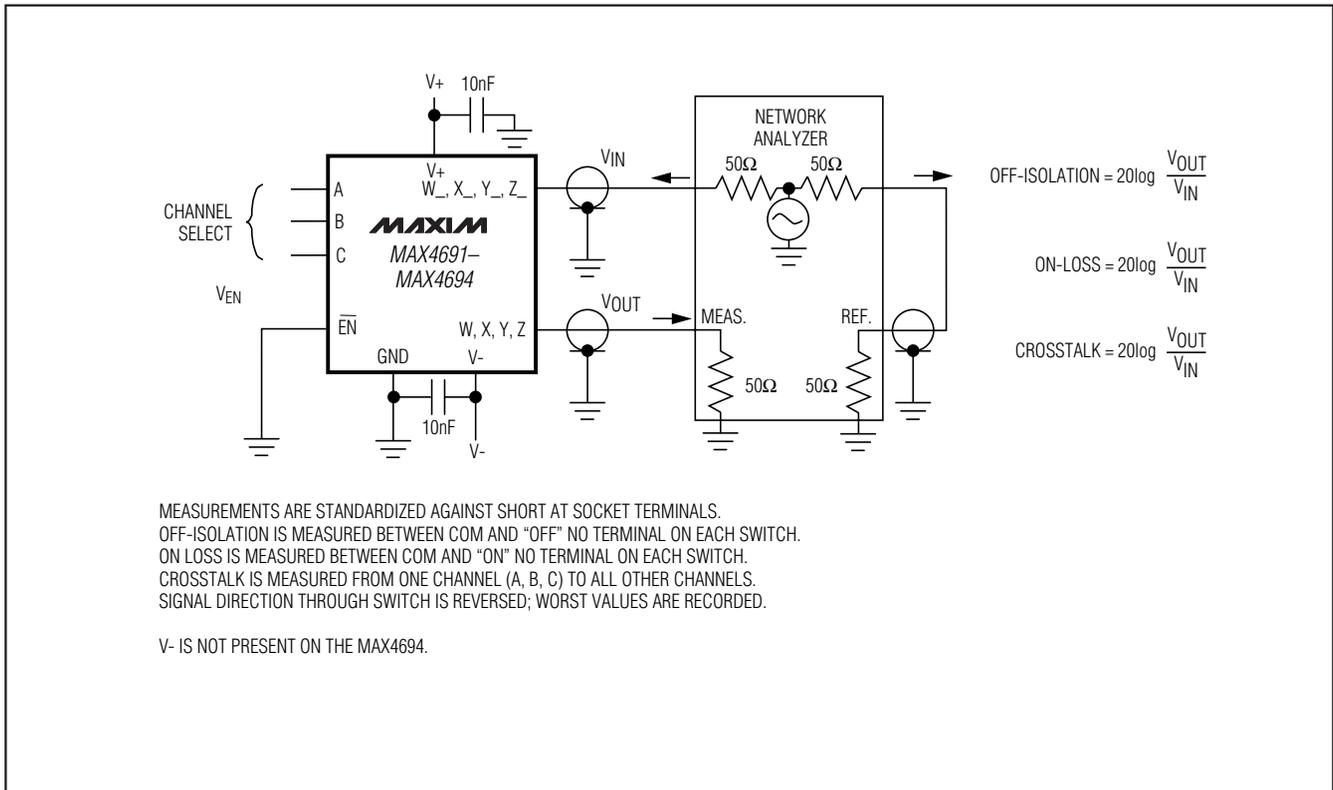 V+
10nF
V+
W_, X_, Y_, Z_
A
B
C
CHANNEL
SELECT
MAXIM
MAX4691–
MAX4694
VEN
EN
W, X, Y, Z
GND
V-
10nF
V-
VIN
VOUT
NETWORK
ANALYZER
50Ω
50Ω
MEAS.
REF.
50Ω
50Ω
OFF-ISOLATION = 20log VOUT
VIN
ON-LOSS = 20log VOUT
VIN
CROSSTALK = 20log VOUT
VIN
MEASUREMENTS ARE STANDARDIZED AGAINST SHORT AT SOCKET TERMINALS.
OFF-ISOLATION IS MEASURED BETWEEN COM AND “OFF” NO TERMINAL ON EACH SWITCH.
ON LOSS IS MEASURED BETWEEN COM AND “ON” NO TERMINAL ON EACH SWITCH.
CROSSTALK IS MEASURED FROM ONE CHANNEL (A, B, C) TO ALL OTHER CHANNELS.
SIGNAL DIRECTION THROUGH SWITCH IS REVERSED; WORST VALUES ARE RECORDED.
V- IS NOT PRESENT ON THE MAX4694.